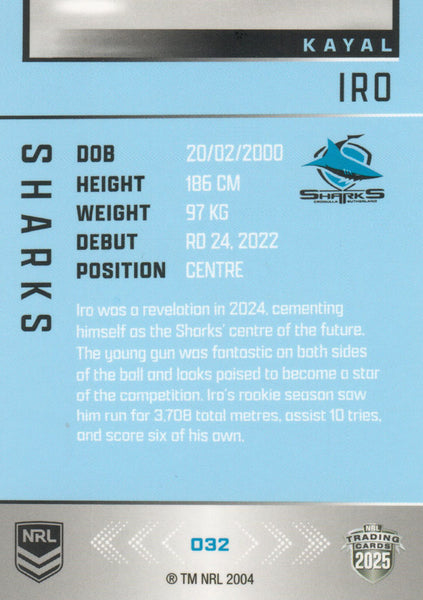 KAYAL
IRO
SHARKS
DOB 20/02/2000
HEIGHT 186 CM
WEIGHT 97 KG
DEBUT RD 24, 2022
POSITION CENTRE
SHARKS
CRONULLA SUTHERLAND
Iro was a revelation in 2024, cementing
himself as the Sharks' centre of the future.
The young gun was fantastic on both sides
of the ball and looks poised to become a star
of the competition. Iro's rookie season saw
him run for 3,708 total metres, assist 10 tries,
and score six of his own.
NRL
032
® TM NRL 2004
NRL
TRADING
CARDS
2025